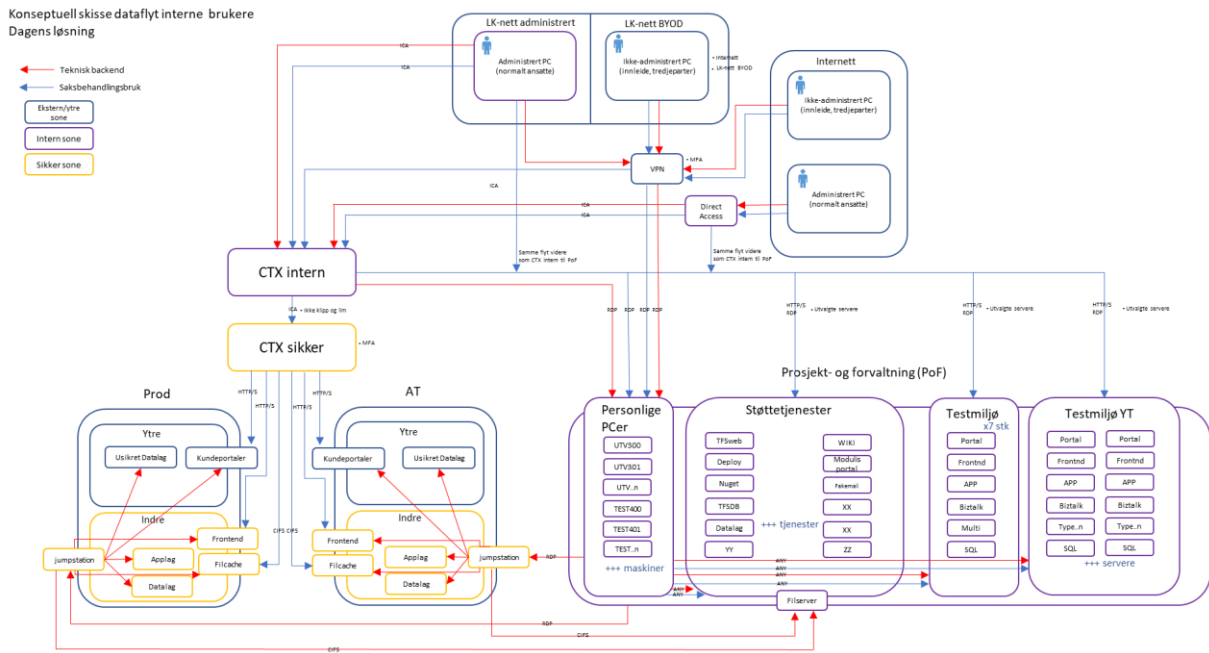 Konseptuell skisse dataflyt interne brukere
Dagens løsning
Teknisk backend
Saksbehandlingsbruk
Ekstern/ytre
sone
Intern sone
Sikker sone
LK-nett administrert
LK-nett BYOD
Administrert PC
(normalt ansatte)
Ikke-administrert PC
(innleide, tredjeparter)
• Internett
• LK-nett BYOD
Internett
Ikke-administrert PC
(innleide, tredjeparter)
Administrert PC
(normalt ansatte)
ICA
ICA
VPN
• MFA
ICA
Direct
Access
ICA
ICA
Samme flyt videre
som CTX intern til PoF
Samme flyt videre
som CTX intern til PoF
CTX intern
ICA
• Ikke klipp og lim
CTX sikker
• MFA
RDP
RDP
RDP
RDP
HTTP/S
RDP
• Utvalgte servere
HTTP/S
RDP
• Utvalgte servere
HTTP/S
RDP
• Utvalgte servere
HTTP/S
HTTP/S
HTTP/S
HTTP/S
CIFS
CIFS
Prod
Ytre
Usikret Datalag
Kundeportaler
Indre
Frontend
Jumpstation
Applag
Filcache
Datalag
AT
Ytre
Kundeportaler
Usikret Datalag
Indre
Frontend
Applag
Jumpstation
Filcache
Datalag
Prosjekt- og forvaltning (PoF)
Personlige
PCer
UTV300
UTV301
UTV..n
TEST400
TEST401
TEST..n
+++ maskiner
Støttetjenester
TFSweb
Deploy
Nuget
TFSDB
Datalag
YY
WIKI
Modulis
portal
Fakemail
XX
XX
ZZ
+++ tjenester
Testmiljø
x7 stk
Portal
Frontnd
APP
Biztalk
Multi
SQL
Testmiljø YT
Portal
Frontnd
APP
Biztalk
Type..n
SQL
Portal
Frontnd
APP
Biztalk
Type..n
SQL
+++ servere
RDP
ANY
ANY
ANY
ANY
ANY
ANY
Filserver
RDP
CIFS
CIFS